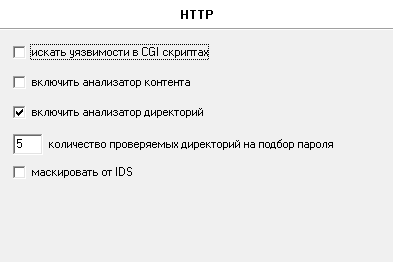 HTTP
искать уязвимости в CGI скриптах
включить анализатор контента
включить анализатор директорий
5 количество проверяемых директорий на подбор пароля
маскировать от IDS